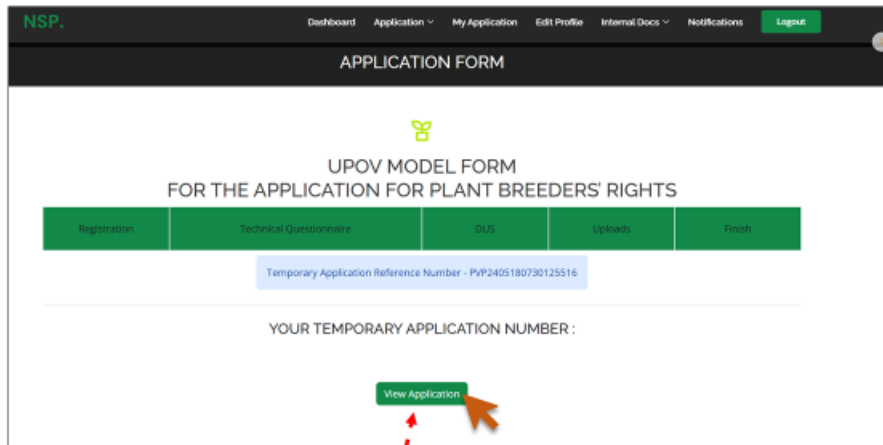 NSP. Dashboard Application My Application Edit Profile Internal Docs Notifications Logout
APPLICATION FORM
UPOV MODEL FORM
FOR THE APPLICATION FOR PLANT BREEDERS' RIGHTS
Registration Technical Questionnaire DUS Uploads Finish
Temporary Application Reference Number - PVP2405180730125516
YOUR TEMPORARY APPLICATION NUMBER :
View Application